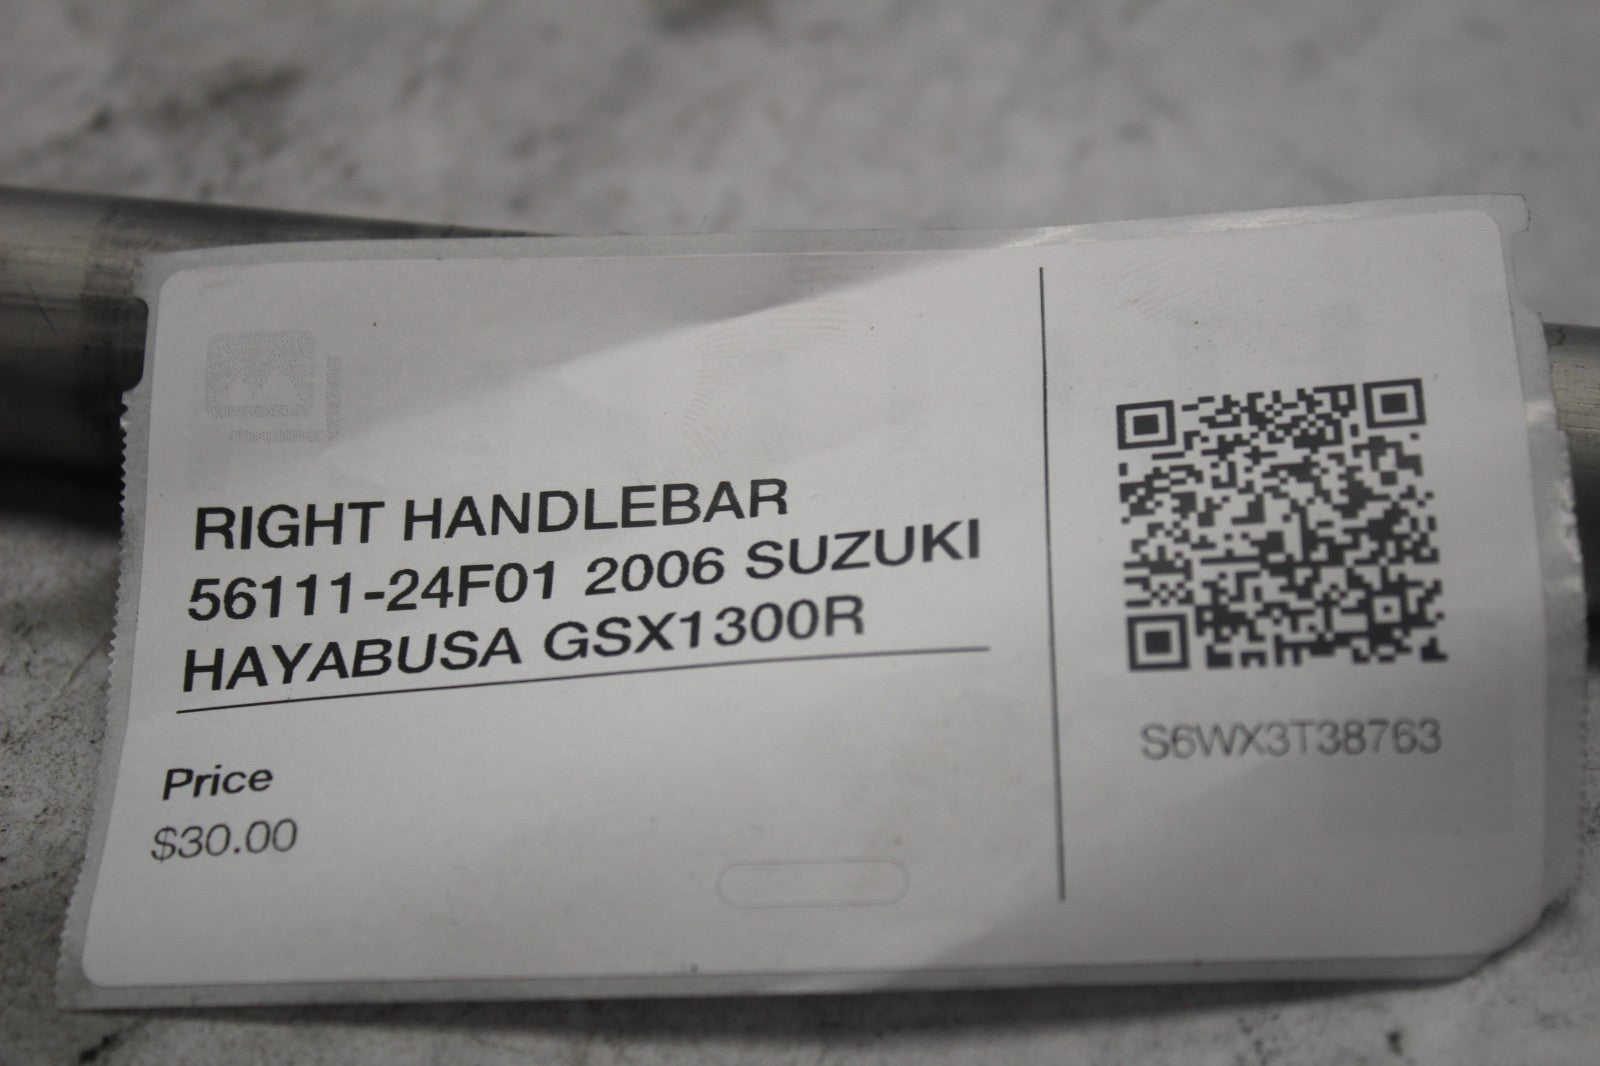 RIGHT HANDLEBAR
56111-24F01 2006 SUZUKI
HAYABUSA GSX1300R
Price
$30.00
S6WX3T38763